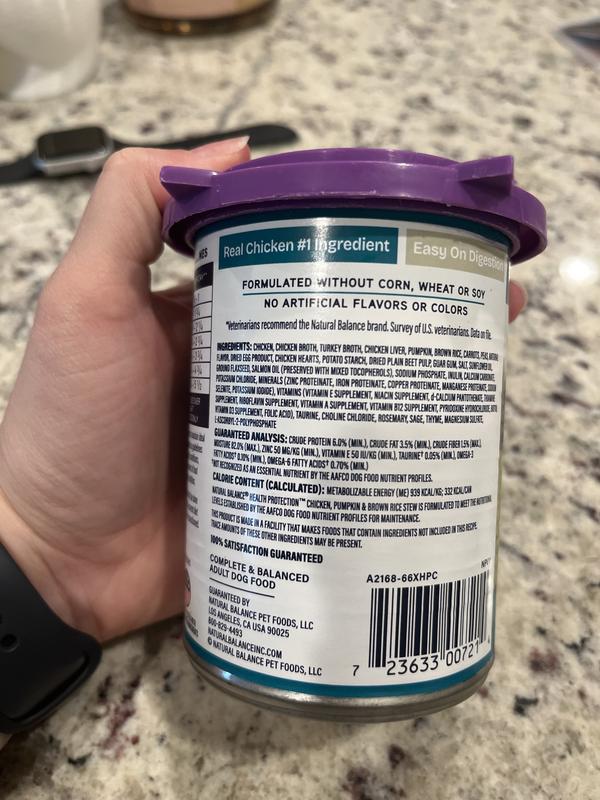 Real Chicken #1 Ingredient
Easy On Digestion
FORMULATED WITHOUT CORN, WHEAT OR SOY
NO ARTIFICIAL FLAVORS OR COLORS
*Veterinarians recommend the Natural Balance brand. Survey of U.S. veterinarians. Data on file.
INGREDIENTS: CHICKEN, CHICKEN BROTH, TURKEY BROTH, CHICKEN LIVER, PUMPKIN, BROWN RICE, CARROTS, PEAS, NATURAL
FLAVOR, DRIED EGG PRODUCT, CHICKEN HEARTS, POTATO STARCH, DRIED PLAIN BEET PULP, GUAR GUM, SALT, SUNFLOWER OIL,
GROUND FLAXSEED, SALMON OIL (PRESERVED WITH MIXED TOCOPHEROLS), SODIUM PHOSPHATE, INULIN, CALCIUM CARBONATE,
POTASSIUM CHLORIDE, MINERALS (ZINC PROTEINATE, IRON PROTEINATE, COPPER PROTEINATE, MANGANESE PROTEINATE, SODIUM
SELENITE, POTASSIUM IODIDE), VITAMINS (VITAMIN E SUPPLEMENT, NIACIN SUPPLEMENT, d-CALCIUM PANTOTHENATE, THIAMINE
SUPPLEMENT, RIBOFLAVIN SUPPLEMENT, VITAMIN A SUPPLEMENT, VITAMIN B12 SUPPLEMENT, PYRIDOXINE HYDROCHLORIDE, BIOTIN,
VITAMIN D3 SUPPLEMENT, FOLIC ACID), TAURINE, CHOLINE CHLORIDE, ROSEMARY, SAGE, THYME, MAGNESIUM SULFATE,
L-ASCORBYL-2-POLYPHOSPHATE
GUARANTEED ANALYSIS: CRUDE PROTEIN 6.0% (MIN.), CRUDE FAT 3.5% (MIN.), CRUDE FIBER 1.5% (MAX.),
MOISTURE 82.0% (MAX.), ZINC 50 MG/KG (MIN.), VITAMIN E 50 IU/KG (MIN.), TAURINE† 0.05% (MIN.), OMEGA-3
FATTY ACIDS† 0.10% (MIN.), OMEGA-6 FATTY ACIDS† 0.70% (MIN.)
†NOT RECOGNIZED AS AN ESSENTIAL NUTRIENT BY THE AAFCO DOG FOOD NUTRIENT PROFILES.
CALORIE CONTENT (CALCULATED): METABOLIZABLE ENERGY (ME) 939 KCAL/KG; 332 KCAL/CAN
NATURAL BALANCE® HEALTH PROTECTION™ CHICKEN, PUMPKIN & BROWN RICE STEW IS FORMULATED TO MEET THE NUTRITIONAL
LEVELS ESTABLISHED BY THE AAFCO DOG FOOD NUTRIENT PROFILES FOR MAINTENANCE.
THIS PRODUCT IS MADE IN A FACILITY THAT MAKES FOODS THAT CONTAIN INGREDIENTS NOT INCLUDED IN THIS RECIPE.
TRACE AMOUNTS OF THESE OTHER INGREDIENTS MAY BE PRESENT.
100% SATISFACTION GUARANTEED
COMPLETE & BALANCED
ADULT DOG FOOD
GUARANTEED BY
NATURAL BALANCE PET FOODS, LLC
LOS ANGELES, CA USA 90025
800-829-4493
NATURALBALANCEINC.COM
© NATURAL BALANCE PET FOODS, LLC
A2168-66XHPC
7 23633 00721